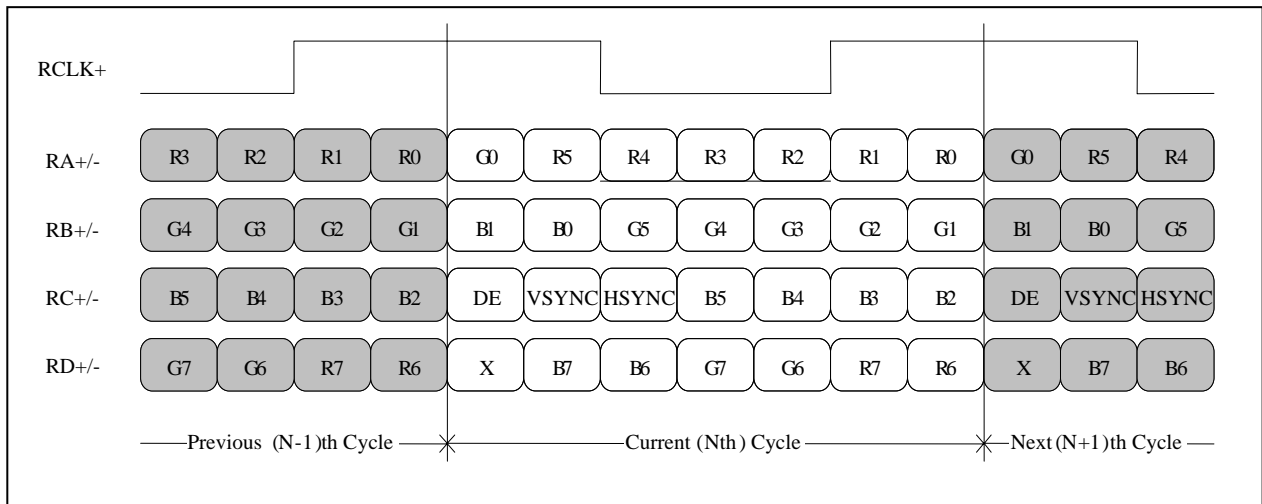 RCLK+
RA+/- R3 R2 R1 R0 G0 R5 R4 R3 R2 R1 R0 G0 R5 R4
RB+/- G4 G3 G2 G1 B1 B0 G5 G4 G3 G2 G1 B1 B0 G5
RC+/- B5 B4 B3 B2 DE VSYNC HSYNC B5 B4 B3 B2 DE VSYNC HSYNC
RD+/- G7 G6 R7 R6 X B7 B6 G7 G6 R7 R6 X B7 B6
Previous (N-1)th Cycle Current (Nth) Cycle Next (N+1)th Cycle